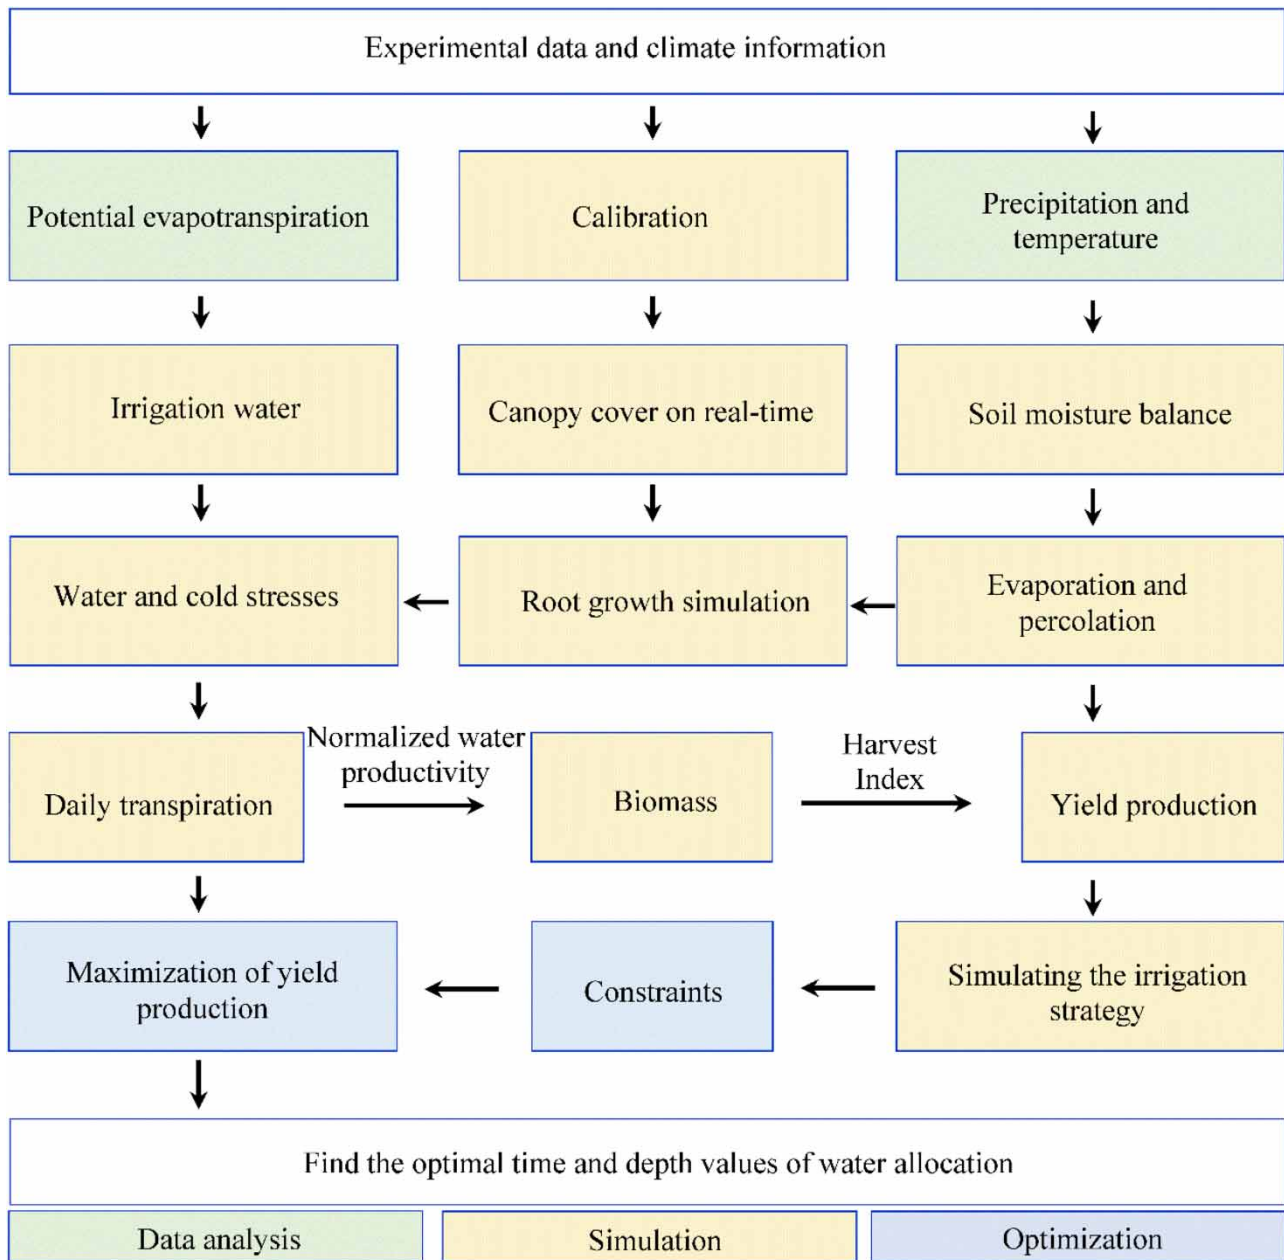 Experimental data and climate information
Potential evapotranspiration
Calibration
Precipitation and
temperature
Irrigation water
Canopy cover on real-time
Soil moisture balance
Water and cold stresses
Root growth simulation
Evaporation and
percolation
Daily transpiration
Normalized water
productivity
Biomass
Harvest
Index
Yield production
Maximization of yield
production
Constraints
Simulating the irrigation
strategy
Find the optimal time and depth values of water allocation
Data analysis
Simulation
Optimization